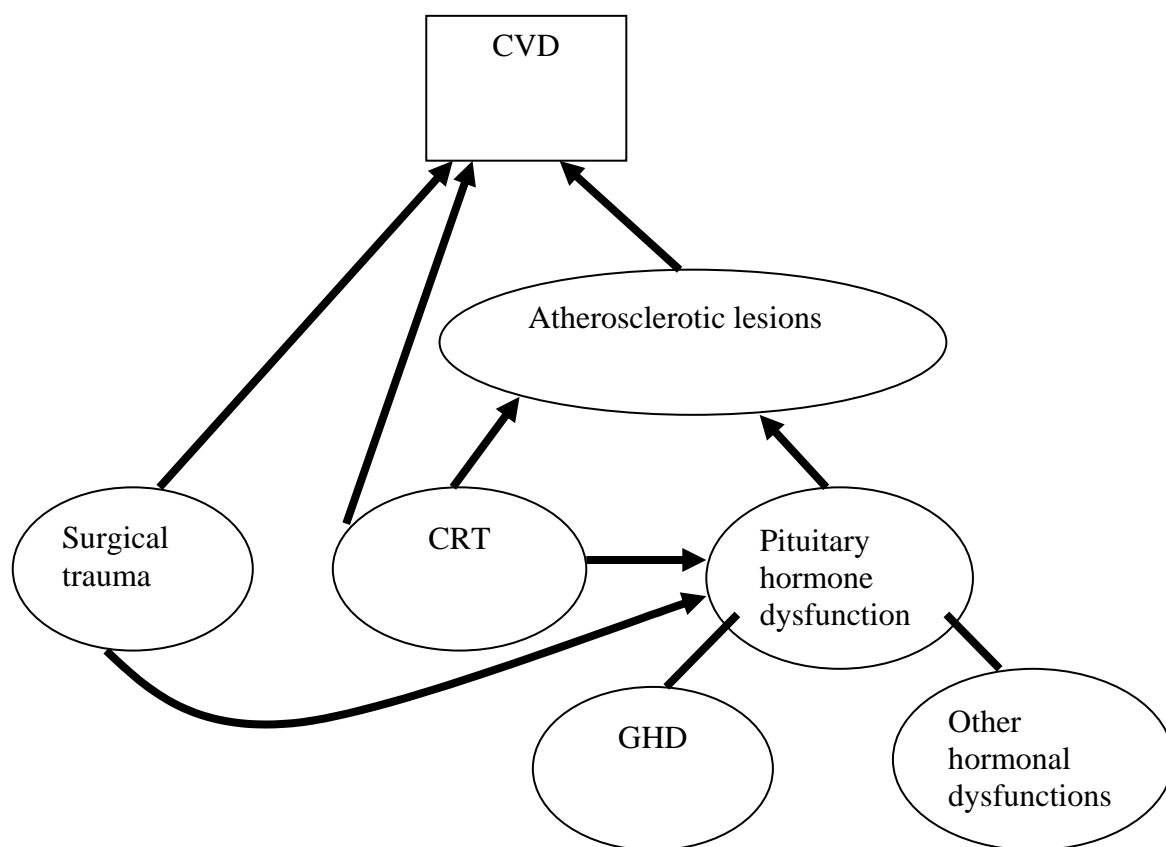 CVD
Atherosclerotic lesions
Surgical
trauma
CRT
Pituitary
hormone
dysfunction
GHD
Other
hormonal
dysfunctions